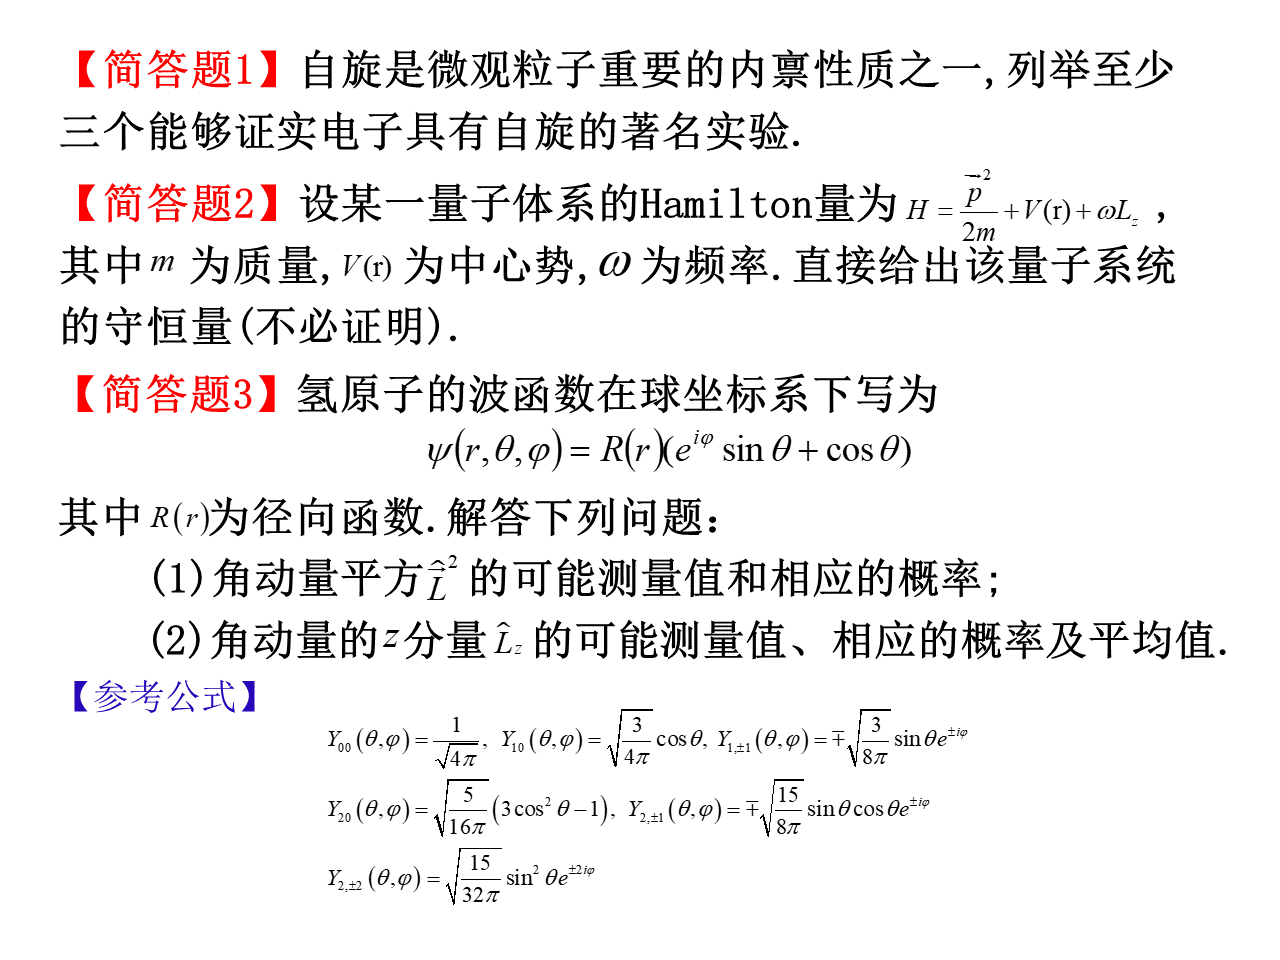 【简答题1】自旋是微观粒子重要的内禀性质之一,列举至少
三个能够证实电子具有自旋的著名实验.
【简答题2】设某一量子体系的Hamilton量为 $H=\frac{\vec{p}^{2}}{2m}+V(\mathrm{r})+\omega L_z$ ,
其中 $m$ 为质量, $V(\mathrm{r})$ 为中心势, $\omega$ 为频率.直接给出该量子系统
的守恒量(不必证明).
【简答题3】氢原子的波函数在球坐标系下写为
$\psi(r,\theta,\varphi)=R(r)(e^{i\varphi}\sin\theta+\cos\theta)$
其中 $R(r)$ 为径向函数.解答下列问题：
(1)角动量平方 $\hat{L}^{2}$ 的可能测量值和相应的概率;
(2)角动量的 $z$ 分量 $\hat{L}_z$ 的可能测量值、相应的概率及平均值.
【参考公式】
$Y_{00}(\theta,\varphi)=\frac{1}{\sqrt{4\pi}}, Y_{10}(\theta,\varphi)=\sqrt{\frac{3}{4\pi}}\cos\theta, Y_{1,\pm1}(\theta,\varphi)=\mp\sqrt{\frac{3}{8\pi}}\sin\theta e^{\pm i\varphi}$
$Y_{20}(\theta,\varphi)=\sqrt{\frac{5}{16\pi}}(3\cos^{2}\theta-1), Y_{2,\pm1}(\theta,\varphi)=\mp\sqrt{\frac{15}{8\pi}}\sin\theta\cos\theta e^{\pm i\varphi}$
$Y_{2,\pm2}(\theta,\varphi)=\sqrt{\frac{15}{32\pi}}\sin^{2}\theta e^{\pm2i\varphi}$